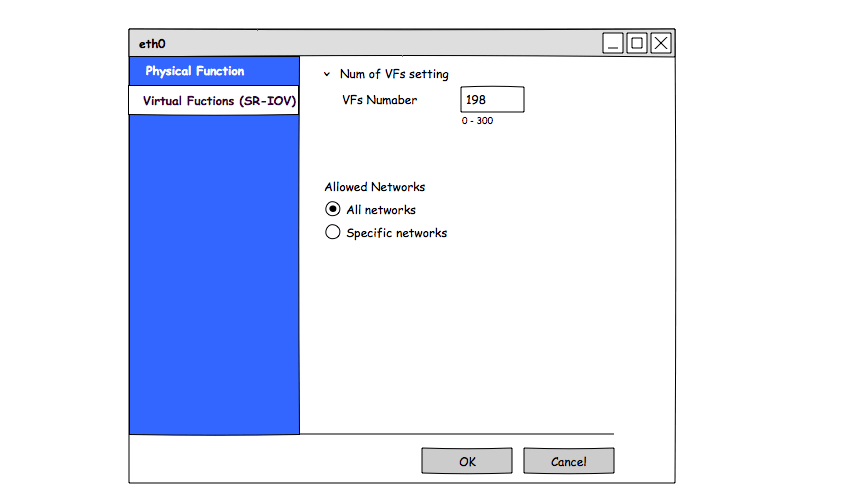 eth0
Physical Function
Virtual Fuctions (SR-IOV)
Num of VFs setting
VFs Numaber 198
0 - 300
Allowed Networks
All networks
Specific networks
OK Cancel